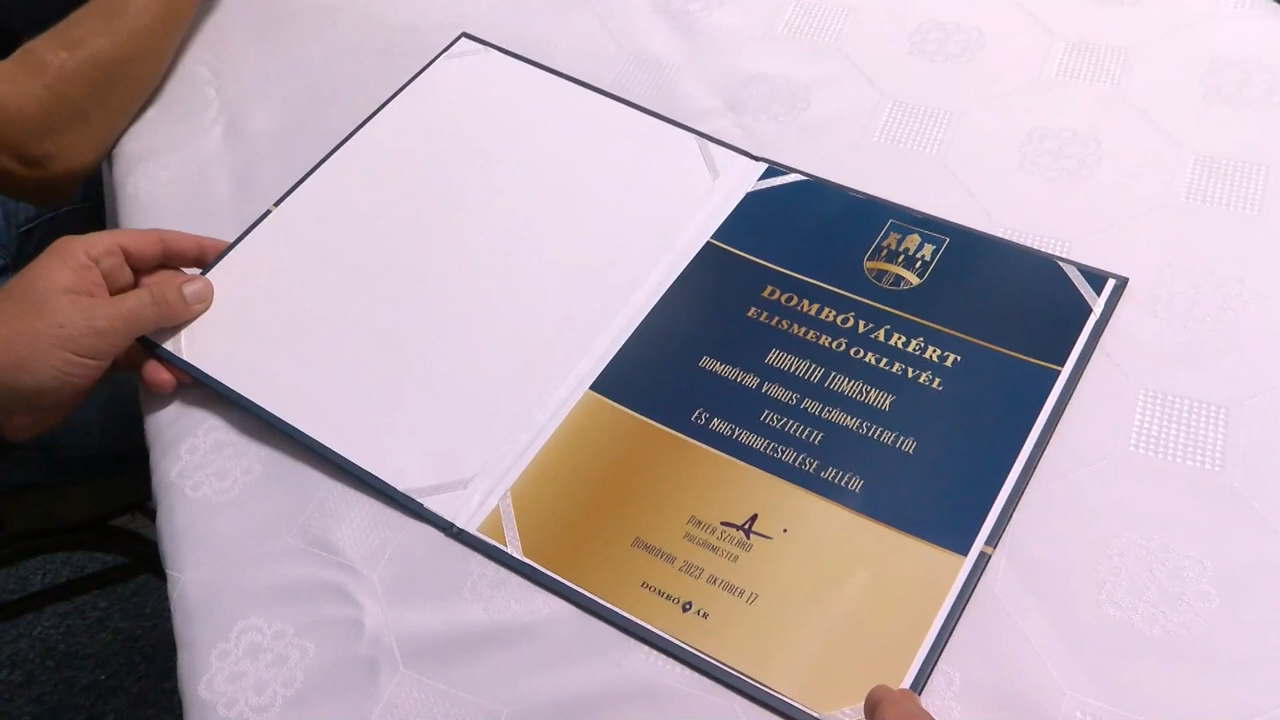 DOMBÓVÁRÉRT
ELISMERŐ OKLEVÉL
HORVÁTH TAMÁSNAK
DOMBÓVÁR VÁROS POLGÁRMESTERÉTŐL
TISZTELETE
ÉS NAGYRABECSÜLÉSE JELÉÜL
PINTÉR SZILÁRD
POLGÁRMESTER
DOMBÓVÁR, 2023. OKTÓBER 17.
DOMBÓVÁR